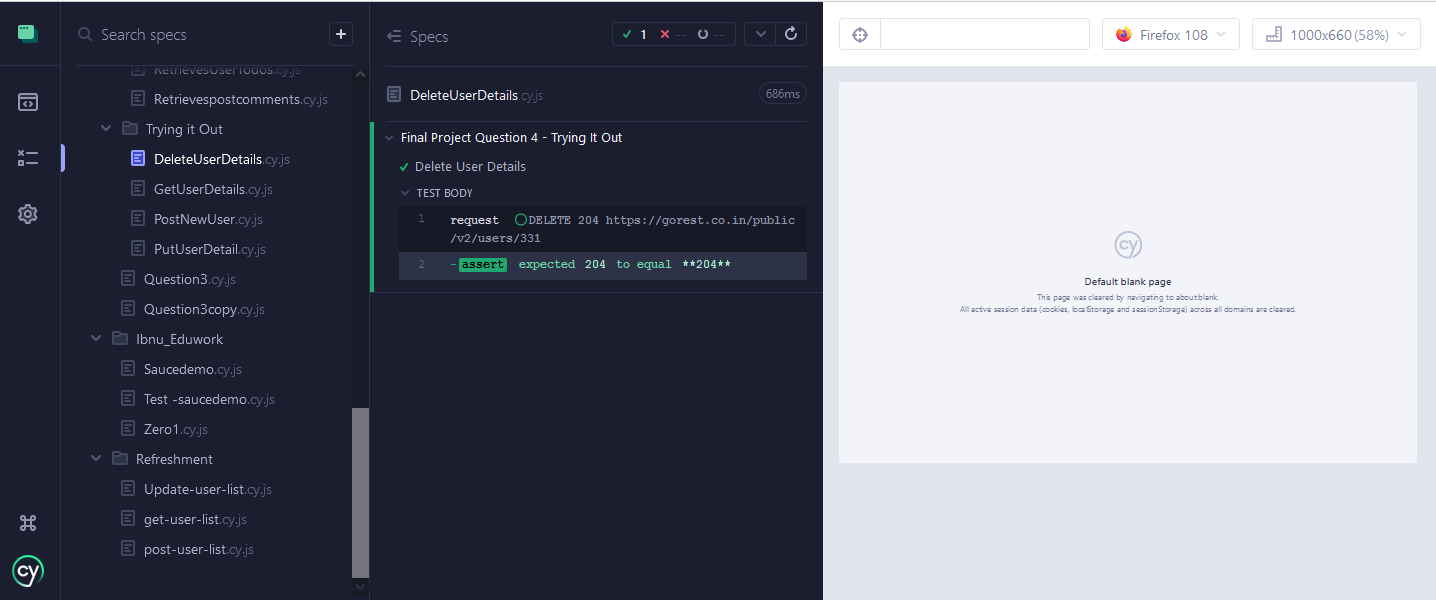 Search specs
+
RetrievesUserTodos.cy.js
Retrievespostcomments.cy.js
Trying it Out
DeleteUserDetails.cy.js
GetUserDetails.cy.js
PostNewUser.cy.js
PutUserDetail.cy.js
Question3.cy.js
Question3copy.cy.js
Ibnu_Eduwork
Saucedemo.cy.js
Test -saucedemo.cy.js
Zero1.cy.js
Refreshment
Update-user-list.cy.js
get-user-list.cy.js
post-user-list.cy.js
cy
Specs
1 -- --
DeleteUserDetails.cy.js 686ms
Final Project Question 4 - Trying It Out
Delete User Details
TEST BODY
1 request DELETE 204 https://gorest.co.in/public
/v2/users/331
2 -assert expected 204 to equal **204**
Firefox 108
1000x660 (58%)
cy
Default blank page
This page was cleared by navigating to about:blank.
All active session data (cookies, localStorage and sessionStorage) across all domains are cleared.